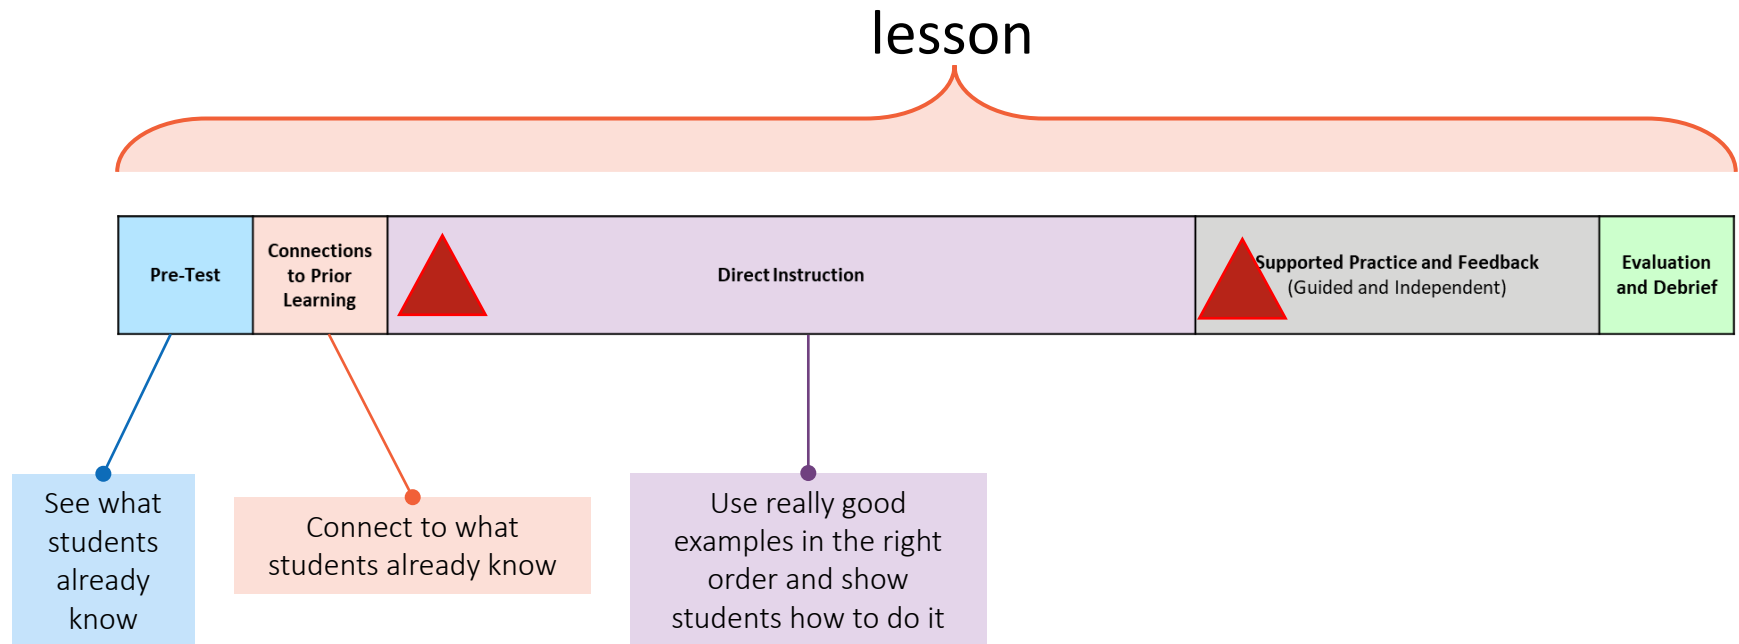 lesson
Pre-Test
Connections
to Prior
Learning
Direct Instruction
Supported Practice and Feedback
(Guided and Independent)
Evaluation
and Debrief
See what
students
already
know
Connect to what
students already know
Use really good
examples in the right
order and show
students how to do it